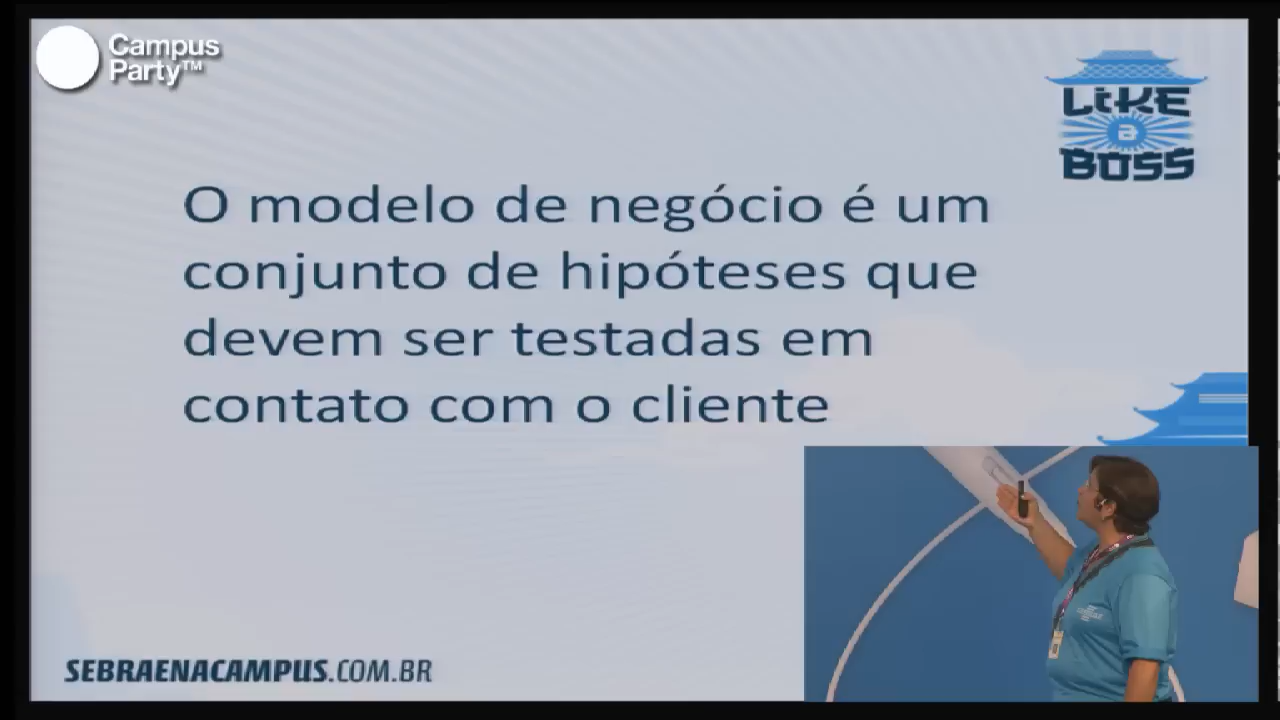 Campus
Party™
LIKE
A
BOSS
O modelo de negócio é um
conjunto de hipóteses que
devem ser testadas em
contato com o cliente
SEBRAENACAMPUS.COM.BR